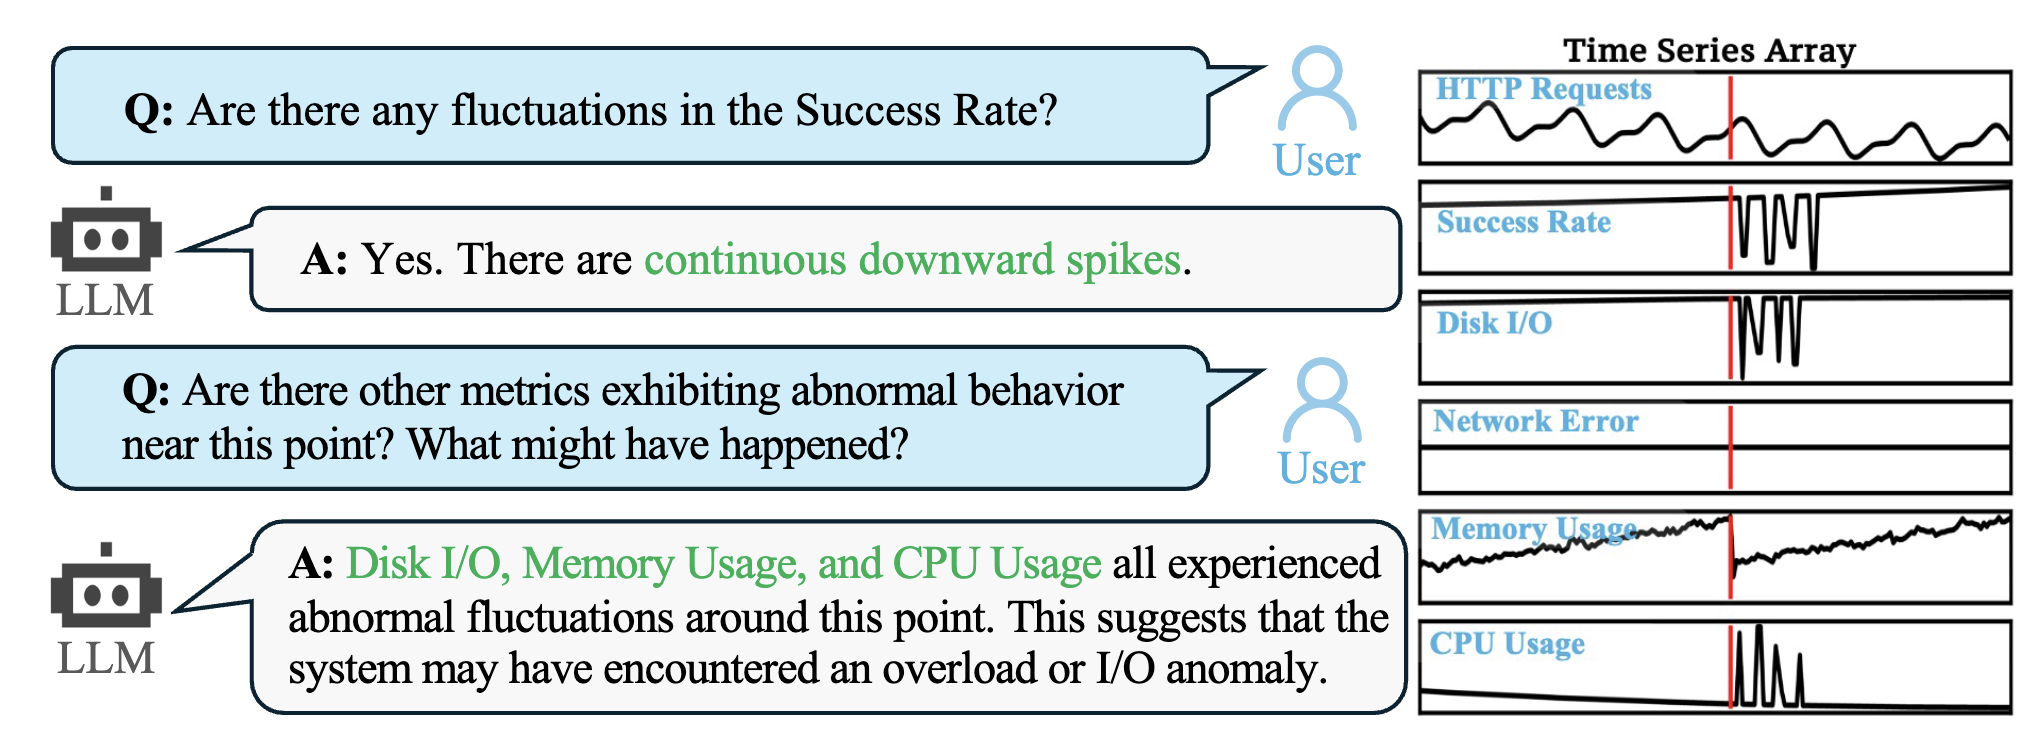 Q: Are there any fluctuations in the Success Rate?
User
A: Yes. There are continuous downward spikes.
LLM
Q: Are there other metrics exhibiting abnormal behavior
near this point? What might have happened?
User
A: Disk I/O, Memory Usage, and CPU Usage all experienced
abnormal fluctuations around this point. This suggests that the
system may have encountered an overload or I/O anomaly.
LLM
Time Series Array
HTTP Requests
Success Rate
Disk I/O
Network Error
Memory Usage
CPU Usage